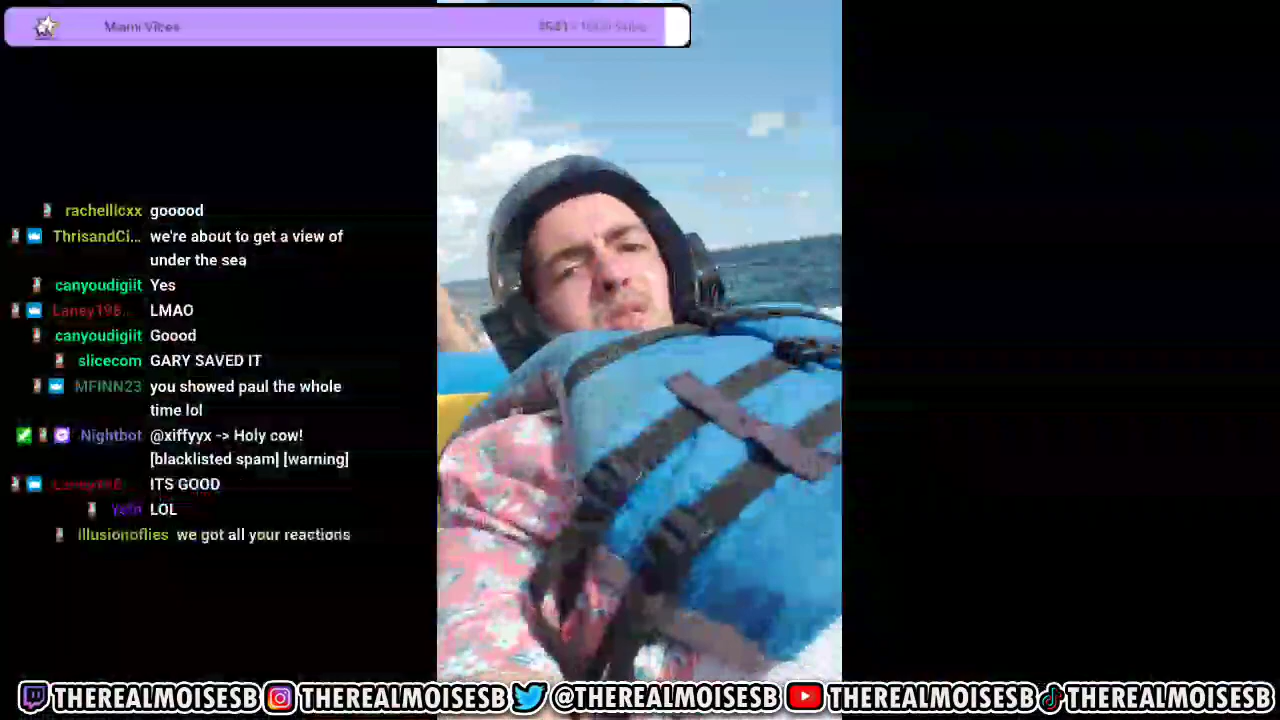 Miami Vibes
rachellicxx gooood
ThrisandCi... we're about to get a view of
under the sea
canyoudigiit Yes
Laney198... LMAO
canyoudigiit Goood
slicecom GARY SAVED IT
MFINN23 you showed paul the whole
time lol
Nightbot @xiffyyx -> Holy cow!
[blacklisted spam] [warning]
ITS GOOD
LOL
illusionoflies we got all your reactions
THEREALMOISESB THEREALMOISESB @THEREALMOISESB THEREALMOISESB THEREALMOISESB